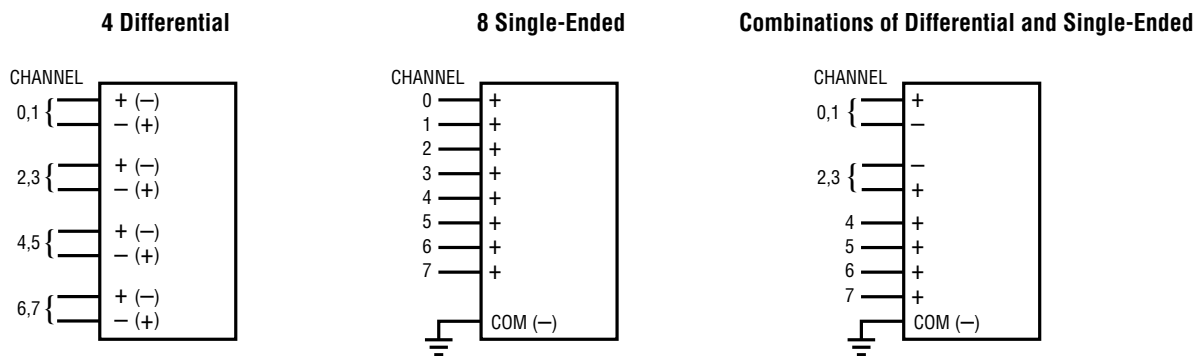 4 Differential
CHANNEL
0,1 { + (–)
– (+)
2,3 { + (–)
– (+)
4,5 { + (–)
– (+)
6,7 { + (–)
– (+)
8 Single-Ended
CHANNEL
0 +
1 +
2 +
3 +
4 +
5 +
6 +
7 +
COM (–)
Combinations of Differential and Single-Ended
CHANNEL
0,1 { +
–
2,3 { –
+
4 +
5 +
6 +
7 +
COM (–)